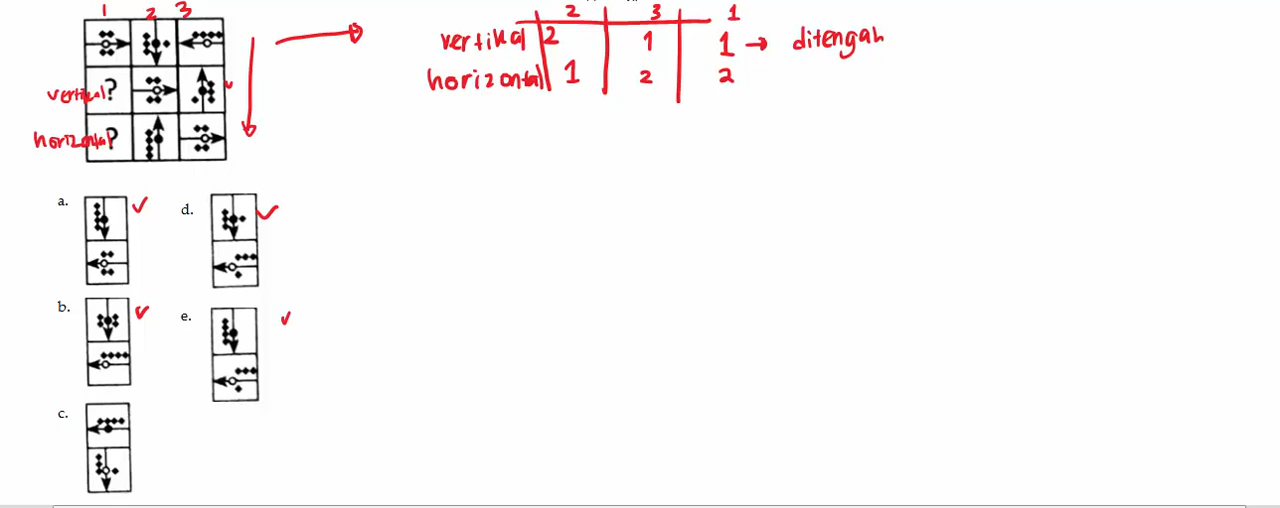 1 2 3
2 3 1
vertikal 2 1 1 → ditengah
horizontal 1 2 2
vertikal ?
horizontal ?
a. d.
b. e.
c.